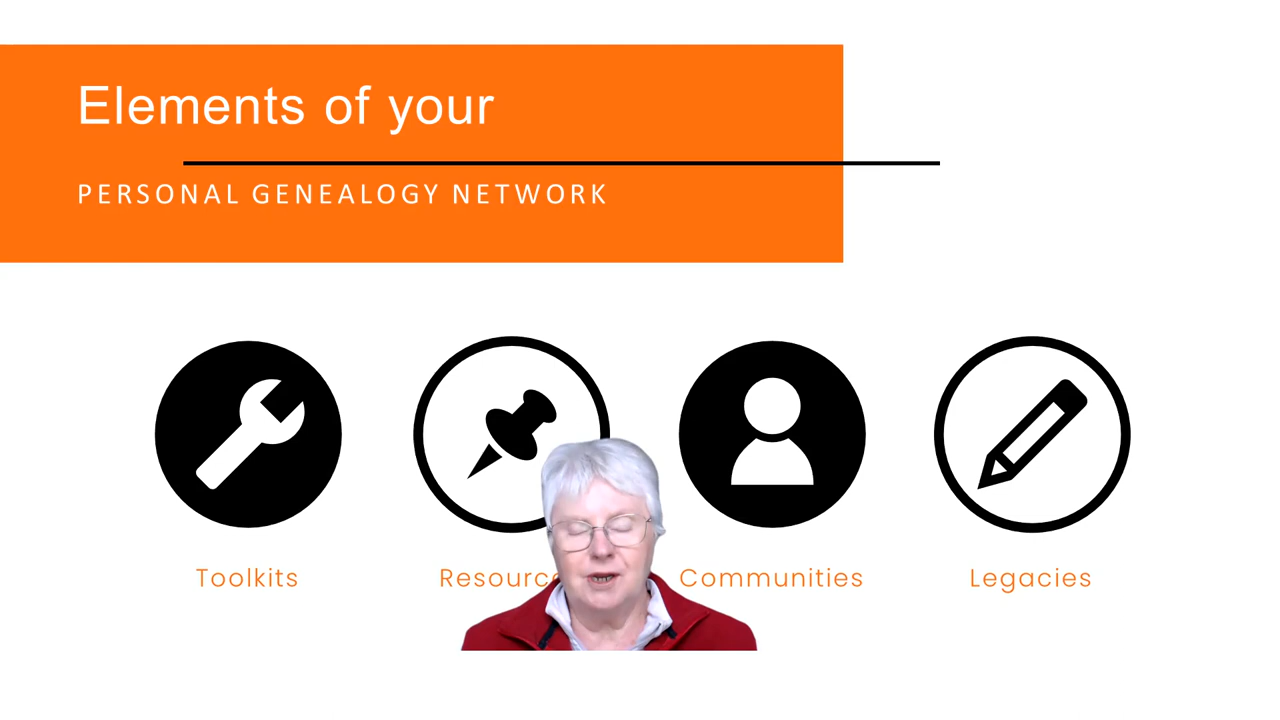 Elements of your
PERSONAL GENEALOGY NETWORK
Toolkits
Communities
Legacies